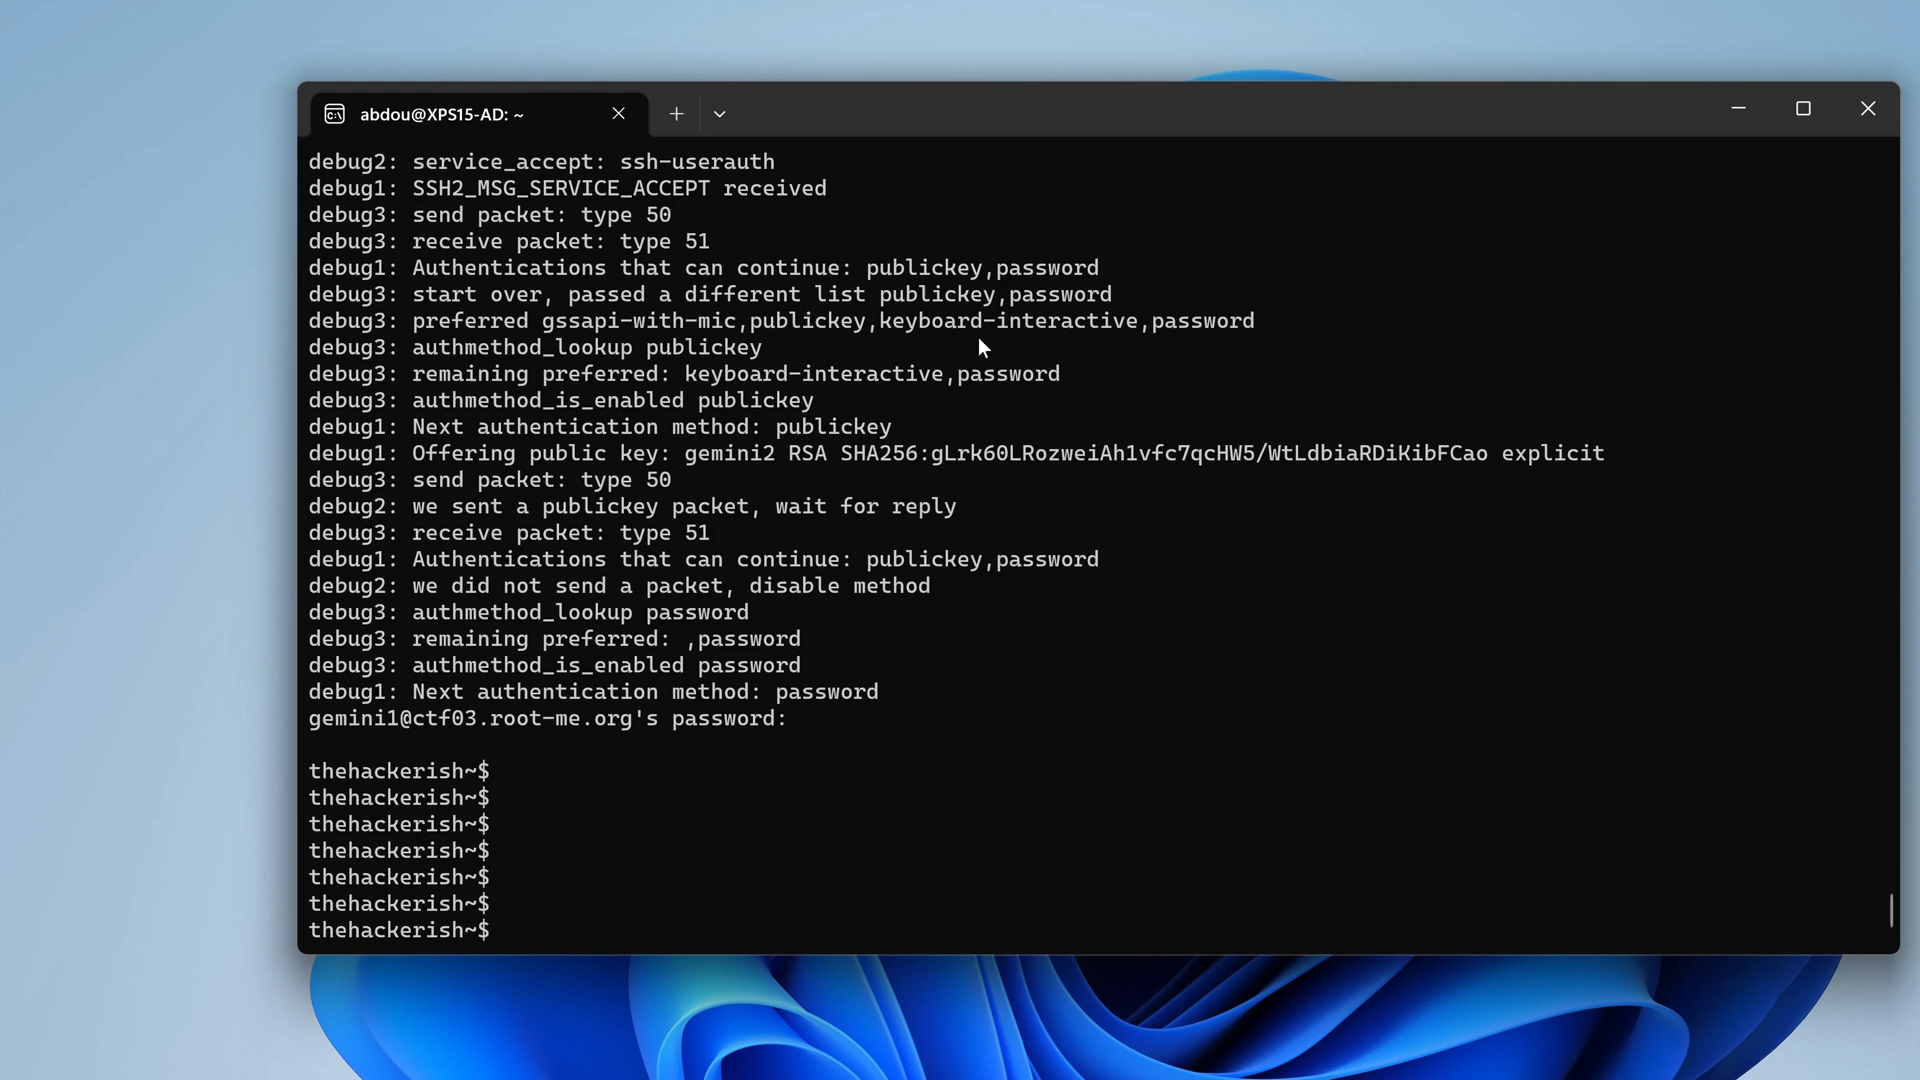 abdou@XPS15-AD: ~
debug2: service_accept: ssh-userauth
debug1: SSH2_MSG_SERVICE_ACCEPT received
debug3: send packet: type 50
debug3: receive packet: type 51
debug1: Authentications that can continue: publickey,password
debug3: start over, passed a different list publickey,password
debug3: preferred gssapi-with-mic,publickey,keyboard-interactive,password
debug3: authmethod_lookup publickey
debug3: remaining preferred: keyboard-interactive,password
debug3: authmethod_is_enabled publickey
debug1: Next authentication method: publickey
debug1: Offering public key: gemini2 RSA SHA256:gLrk60LRozweiAh1vfc7qcHW5/WtLdbiaRDiKibFCao explicit
debug3: send packet: type 50
debug2: we sent a publickey packet, wait for reply
debug3: receive packet: type 51
debug1: Authentications that can continue: publickey,password
debug2: we did not send a packet, disable method
debug3: authmethod_lookup password
debug3: remaining preferred: ,password
debug3: authmethod_is_enabled password
debug1: Next authentication method: password
gemini1@ctf03.root-me.org's password:
thehackerish~$
thehackerish~$
thehackerish~$
thehackerish~$
thehackerish~$
thehackerish~$
thehackerish~$